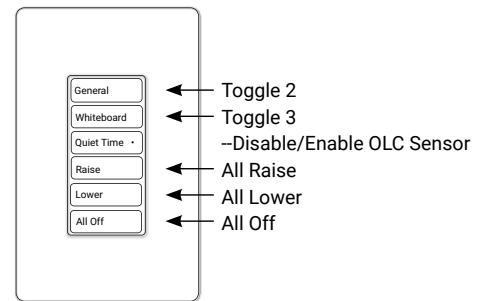 General
Toggle 2
Whiteboard
Toggle 3
Quiet Time
--Disable/Enable OLC Sensor
Raise
All Raise
Lower
All Lower
All Off
All Off